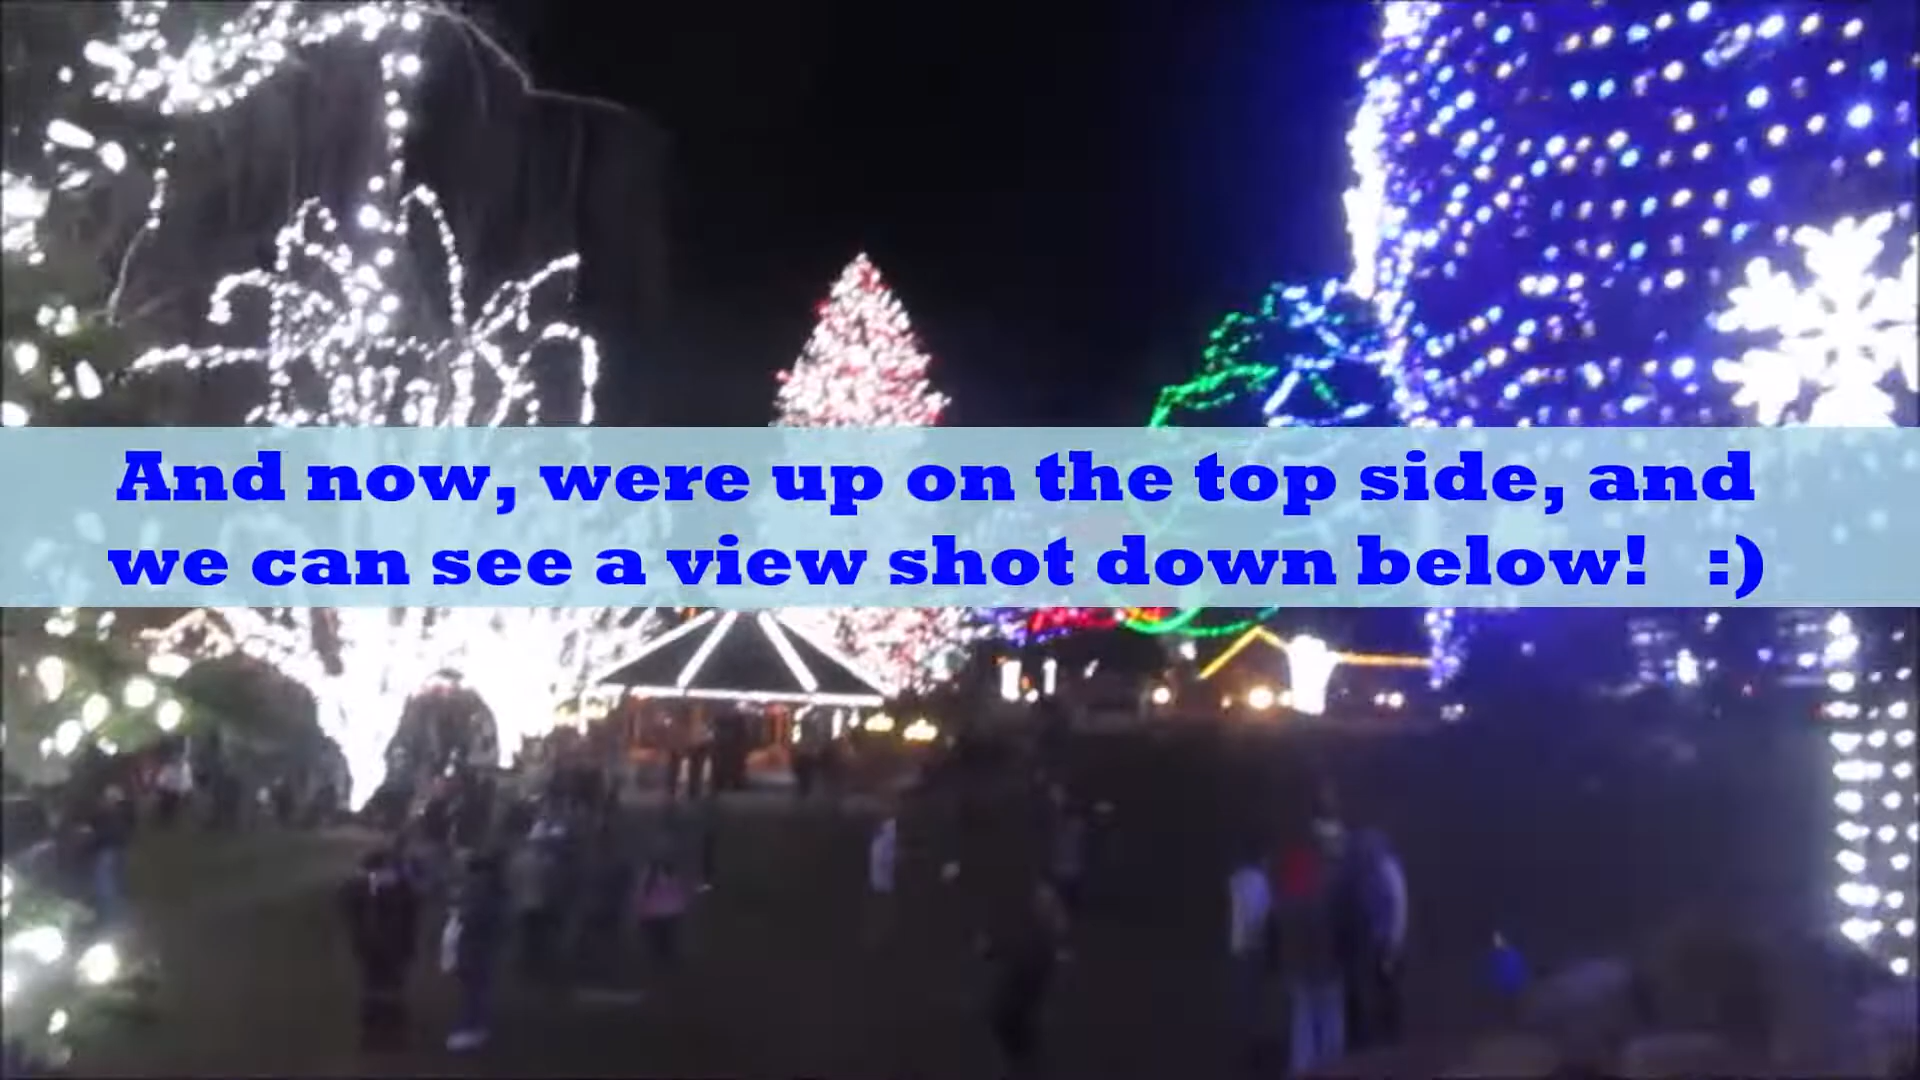 And now, were up on the top side, and
we can see a view shot down below!   :)